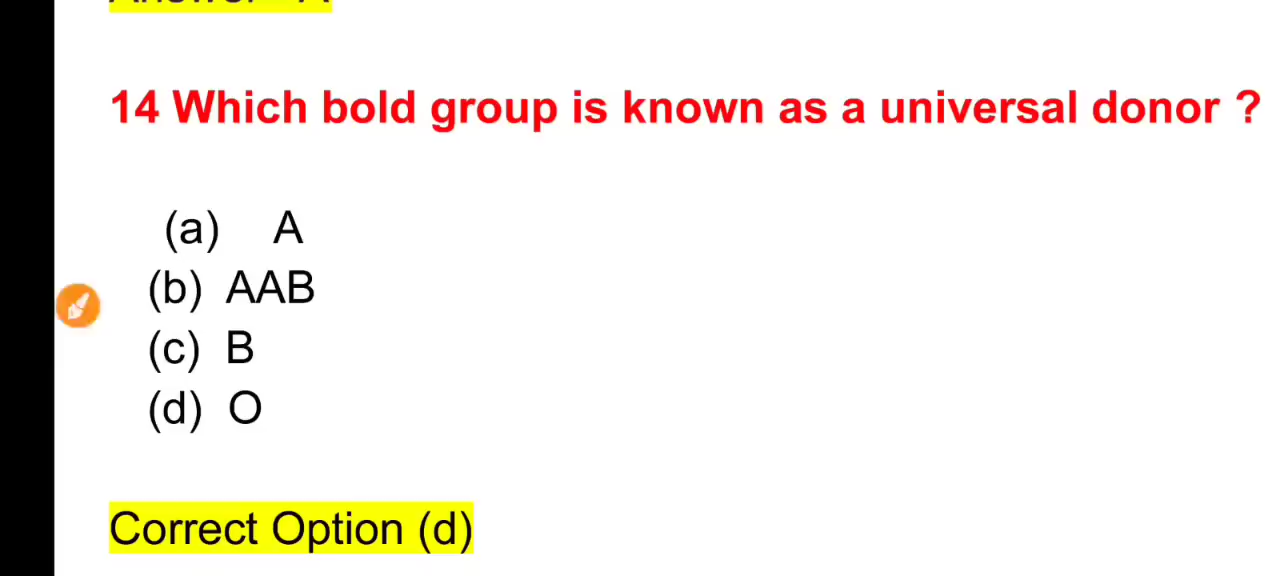 14 Which bold group is known as a universal donor ?
(a) A
(b) AAB
(c) B
(d) O
Correct Option (d)